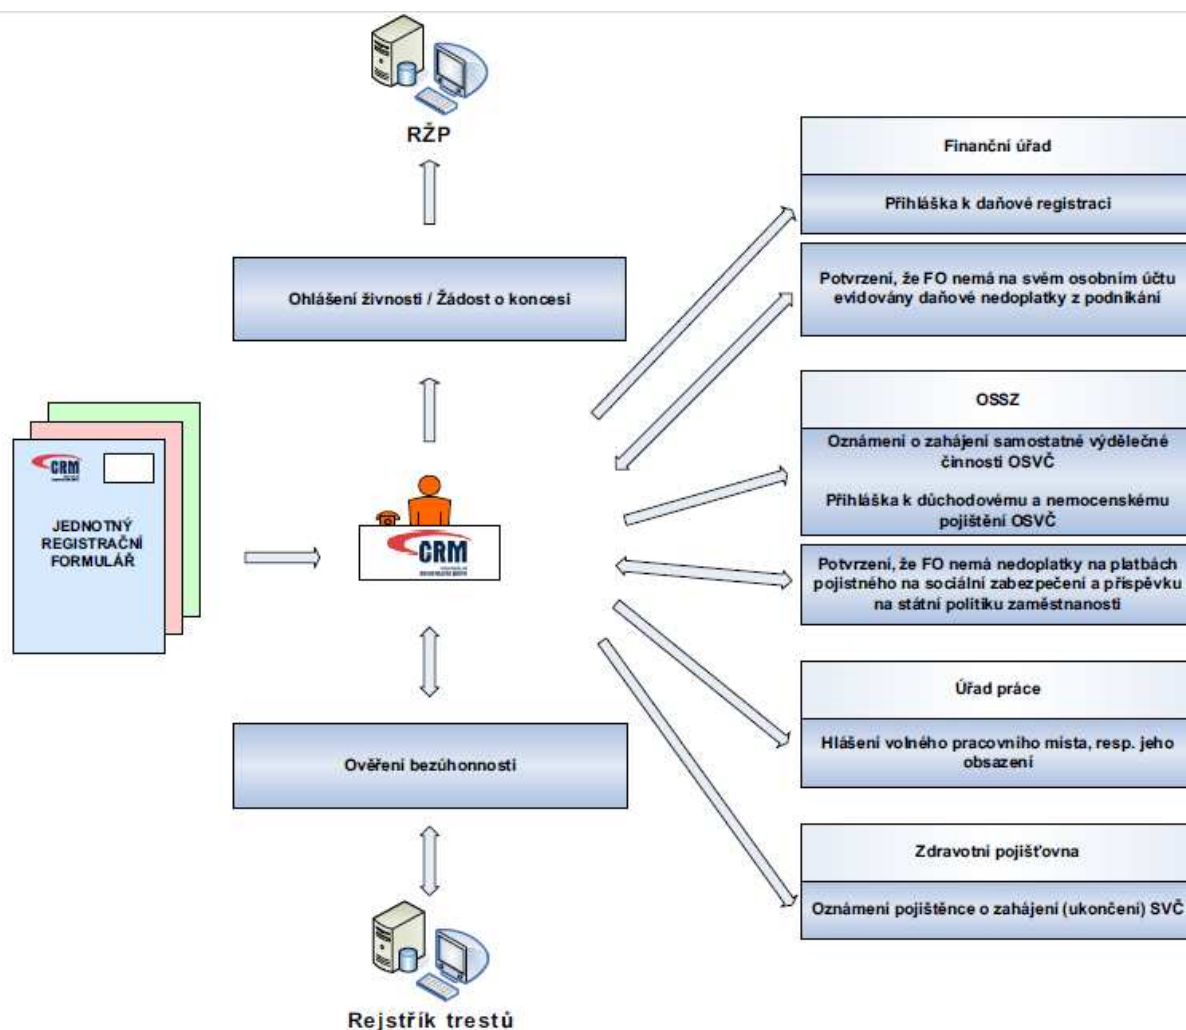 RŽP
Ohlášení živnosti / Žádost o koncesi
CRM
JEDNOTNÝ
REGISTRAČNÍ
FORMULÁŘ
CRM
Ověření bezúhonnosti
Rejstřík trestů
Finanční úřad
Přihláška k daňové registraci
Potvrzení, že FO nemá na svém osobním účtu
evidovány daňové nedoplatky z podnikání
OSSZ
Oznámení o zahájení samostatné výdělečné
činnosti OSVČ
Přihláška k důchodovému a nemocenskému
pojištění OSVČ
Potvrzení, že FO nemá nedoplatky na platbách
pojistného na sociální zabezpečení a příspěvku
na státní politiku zaměstnanosti
Úřad práce
Hlášení volného pracovního místa, resp. jeho
obsazení
Zdravotní pojišťovna
Oznámení pojištěnce o zahájení (ukončení) SVČ